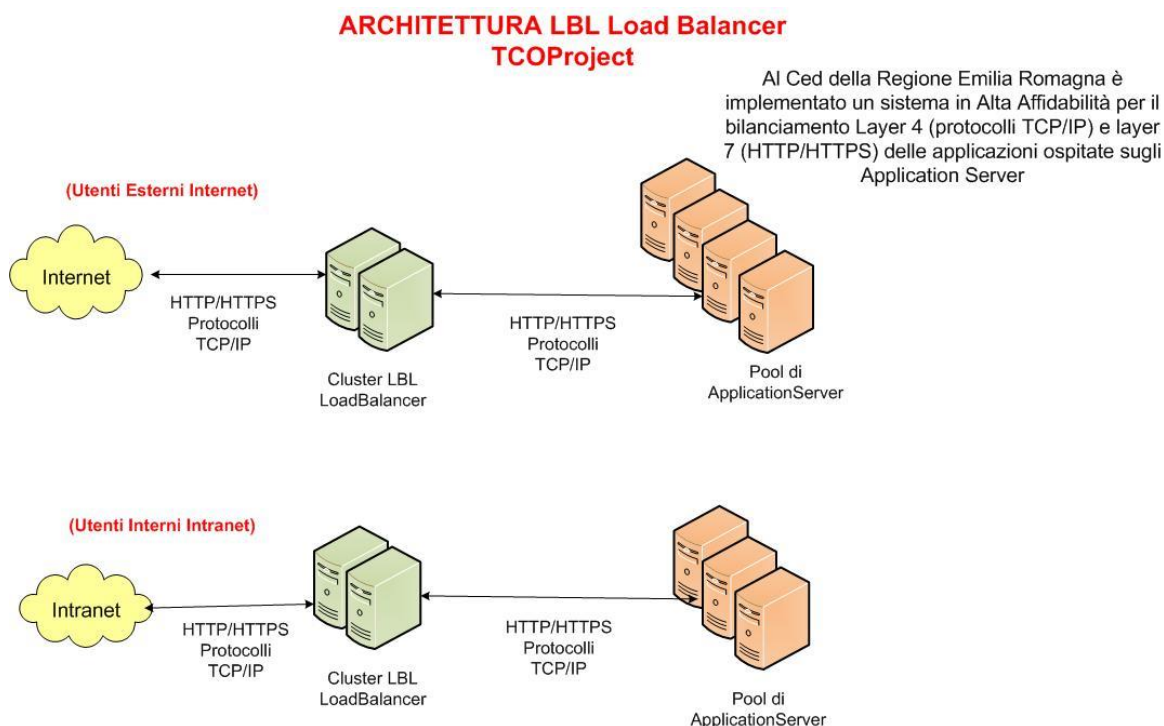 ARCHITETTURA LBL Load Balancer
TCOProject
Al Ced della Regione Emilia Romagna è
implementato un sistema in Alta Affidabilità per il
bilanciamento Layer 4 (protocolli TCP/IP) e layer
7 (HTTP/HTTPS) delle applicazioni ospitate sugli
Application Server
(Utenti Esterni Internet)
Internet
HTTP/HTTPS
Protocolli
TCP/IP
Cluster LBL
LoadBalancer
HTTP/HTTPS
Protocolli
TCP/IP
Pool di
ApplicationServer
(Utenti Interni Intranet)
Intranet
HTTP/HTTPS
Protocolli
TCP/IP
Cluster LBL
LoadBalancer
HTTP/HTTPS
Protocolli
TCP/IP
Pool di
ApplicationServer